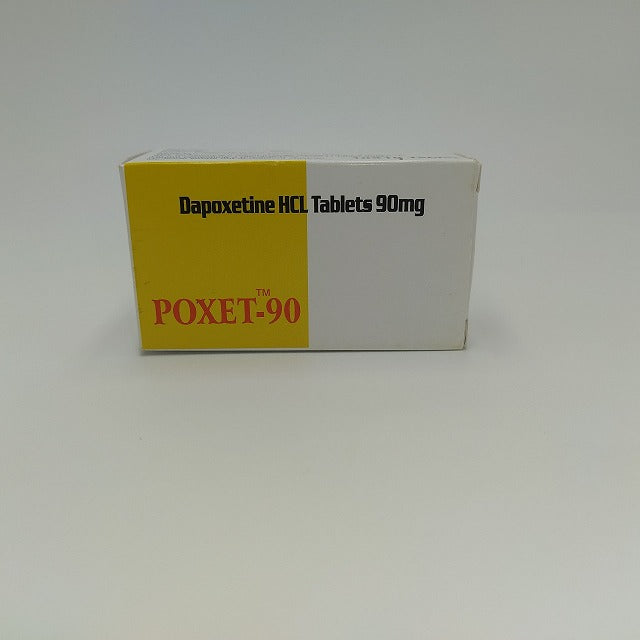 Dapoxetine HCL Tablets 90mg
POXET-90™